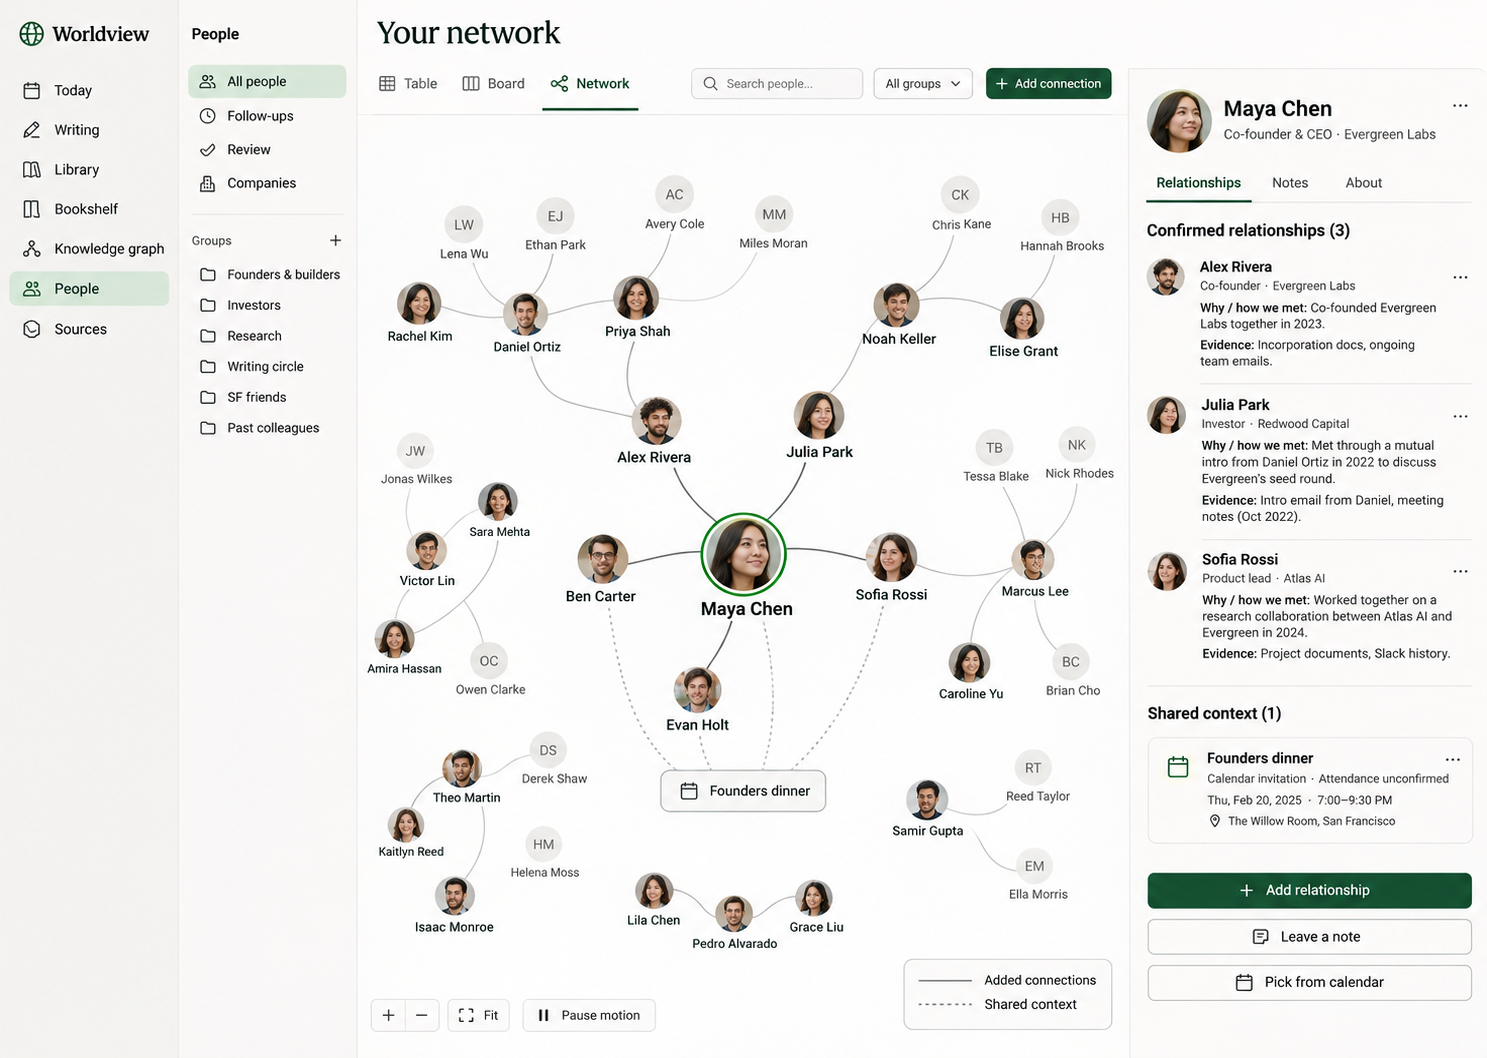 Worldview
Today
Writing
Library
Bookshelf
Knowledge graph
People
Sources
People
All people
Follow-ups
Review
Companies
Groups
Founders & builders
Investors
Research
Writing circle
SF friends
Past colleagues
Your network
Table
Board
Network
Search people...
All groups
Add connection
AC
Avery Cole
LW
Lena Wu
EJ
Ethan Park
MM
Miles Moran
CK
Chris Kane
HB
Hannah Brooks
Rachel Kim
Daniel Ortiz
Priya Shah
Noah Keller
Elise Grant
Alex Rivera
Julia Park
JW
Jonas Wilkes
Sara Mehta
Victor Lin
Amira Hassan
OC
Owen Clarke
TB
Tessa Blake
NK
Nick Rhodes
Ben Carter
Maya Chen
Sofia Rossi
Marcus Lee
Caroline Yu
BC
Brian Cho
Evan Holt
Founders dinner
DS
Derek Shaw
Theo Martin
Kaitlyn Reed
HM
Helena Moss
Isaac Monroe
RT
Reed Taylor
Samir Gupta
EM
Ella Morris
Lila Chen
Pedro Alvarado
Grace Liu
Added connections
Shared context
Fit
Pause motion
Maya Chen
Co-founder & CEO · Evergreen Labs
Relationships
Notes
About
Confirmed relationships (3)
Alex Rivera
Co-founder · Evergreen Labs
Why / how we met: Co-founded Evergreen
Labs together in 2023.
Evidence: Incorporation docs, ongoing
team emails.
Julia Park
Investor · Redwood Capital
Why / how we met: Met through a mutual
intro from Daniel Ortiz in 2022 to discuss
Evergreen's seed round.
Evidence: Intro email from Daniel, meeting
notes (Oct 2022).
Sofia Rossi
Product lead · Atlas AI
Why / how we met: Worked together on a
research collaboration between Atlas AI and
Evergreen in 2024.
Evidence: Project documents, Slack history.
Shared context (1)
Founders dinner
Calendar invitation · Attendance unconfirmed
Thu, Feb 20, 2025 · 7:00–9:30 PM
The Willow Room, San Francisco
Add relationship
Leave a note
Pick from calendar